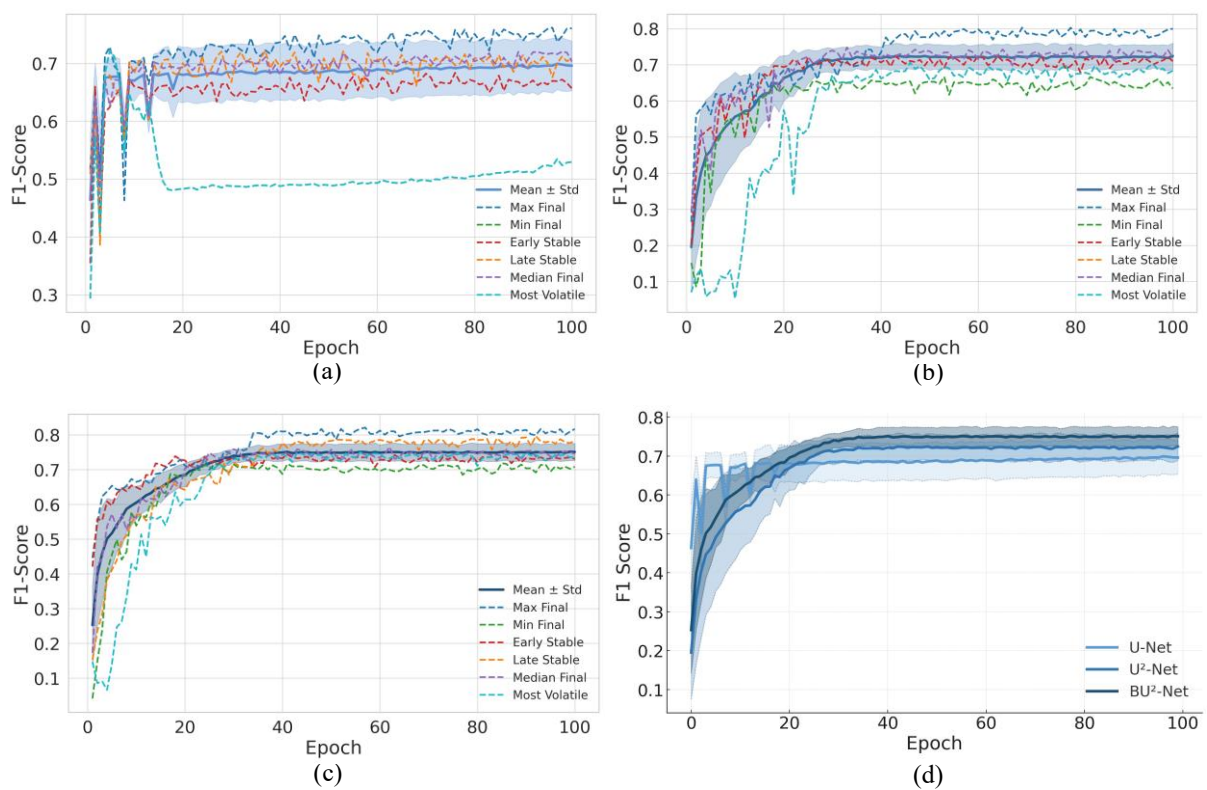 F1-Score
0.7
0.6
0.5
0.4
0.3
0
20
40
60
80
100
Epoch
Mean ± Std
Max Final
Min Final
Early Stable
Late Stable
Median Final
Most Volatile
(a)
F1-Score
0.8
0.7
0.6
0.5
0.4
0.3
0.2
0.1
0
20
40
60
80
100
Epoch
Mean ± Std
Max Final
Min Final
Early Stable
Late Stable
Median Final
Most Volatile
(b)
F1-Score
0.8
0.7
0.6
0.5
0.4
0.3
0.2
0.1
0
20
40
60
80
100
Epoch
Mean ± Std
Max Final
Min Final
Early Stable
Late Stable
Median Final
Most Volatile
(c)
F1 Score
0.8
0.7
0.6
0.5
0.4
0.3
0.2
0.1
0
20
40
60
80
100
Epoch
U-Net
U²-Net
BU²-Net
(d)